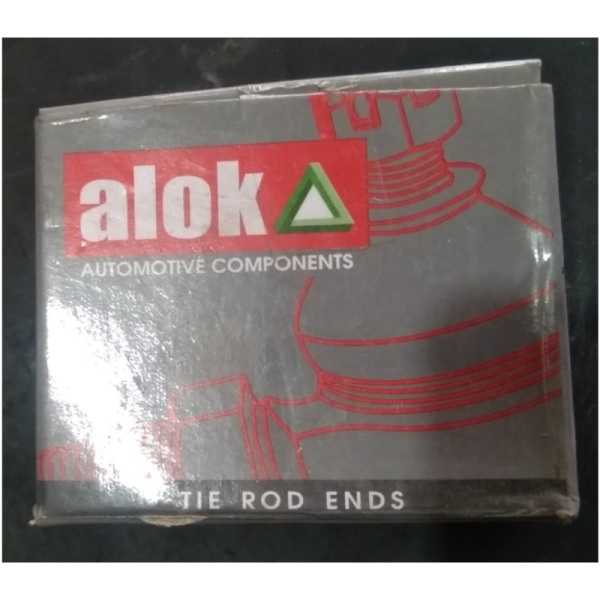 alok
AUTOMOTIVE COMPONENTS
TIE ROD ENDS